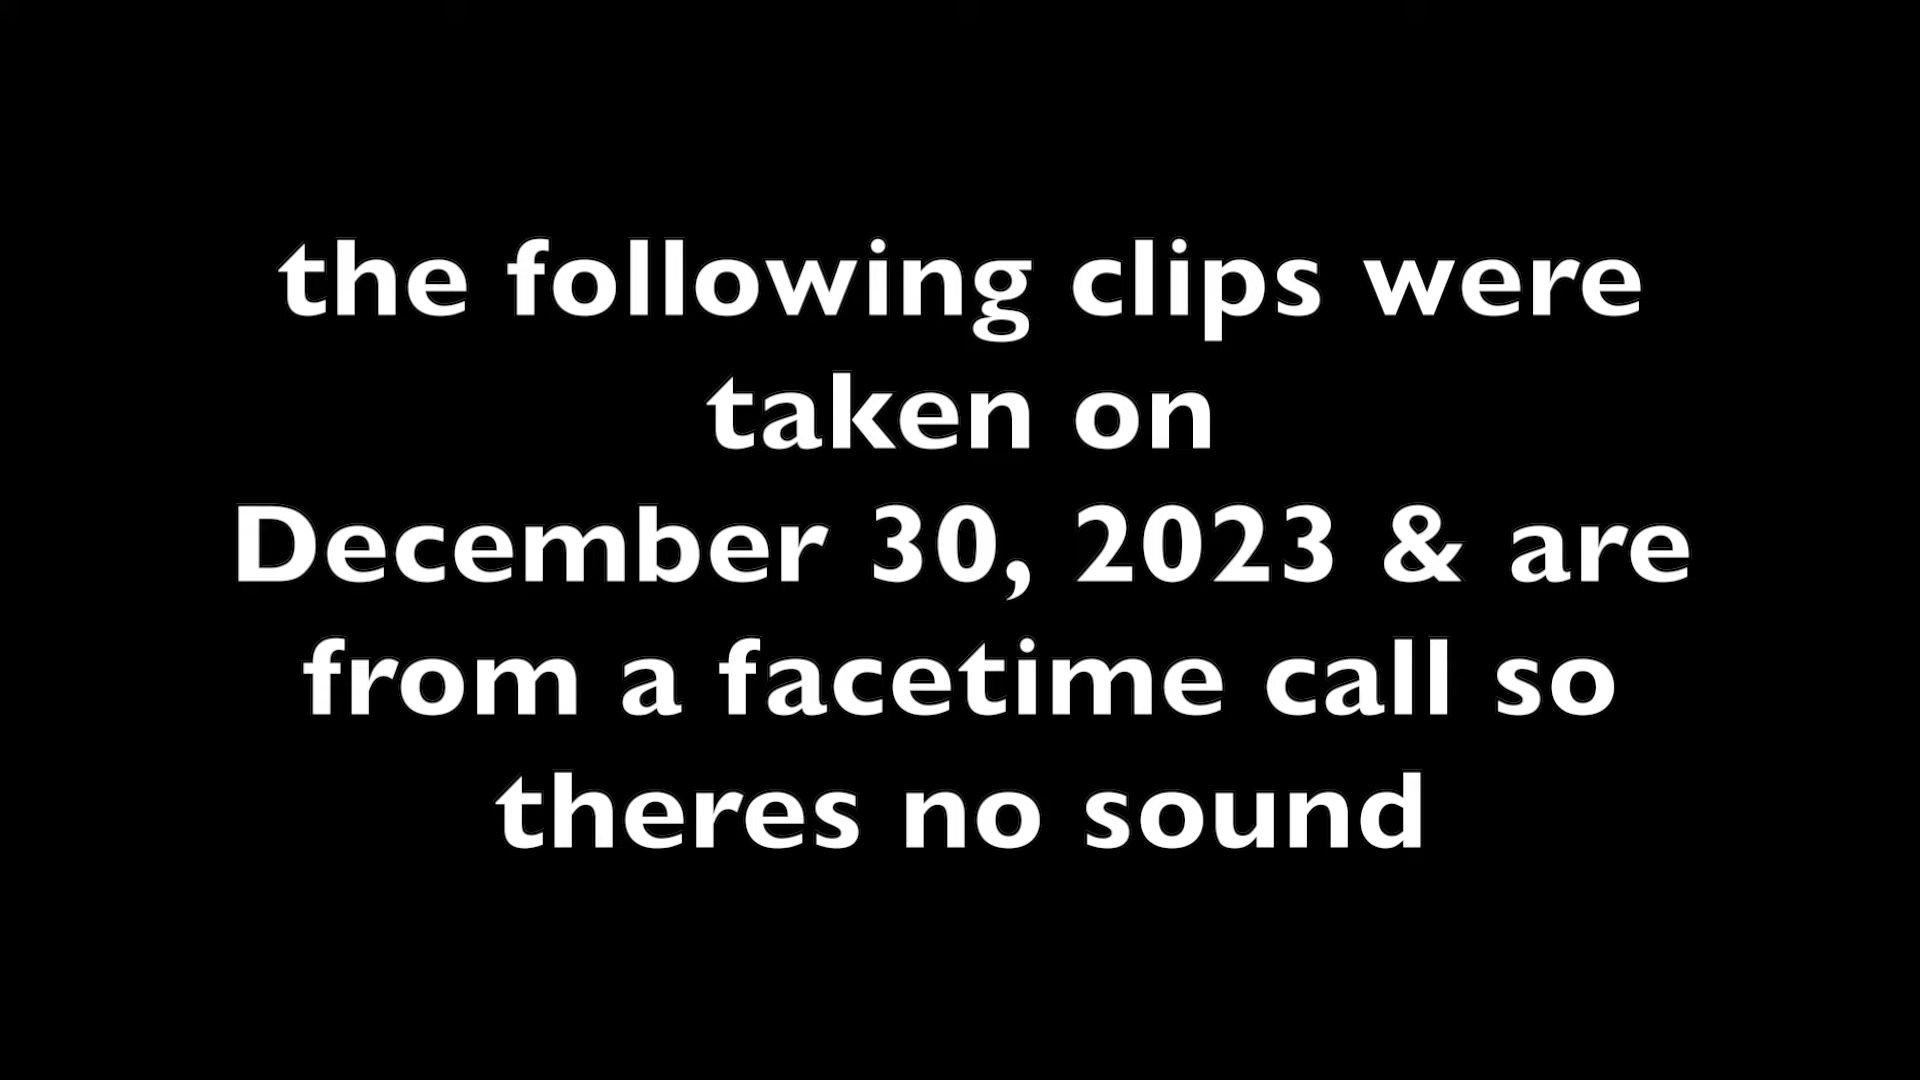 the following clips were
taken on
December 30, 2023 & are
from a facetime call so
theres no sound